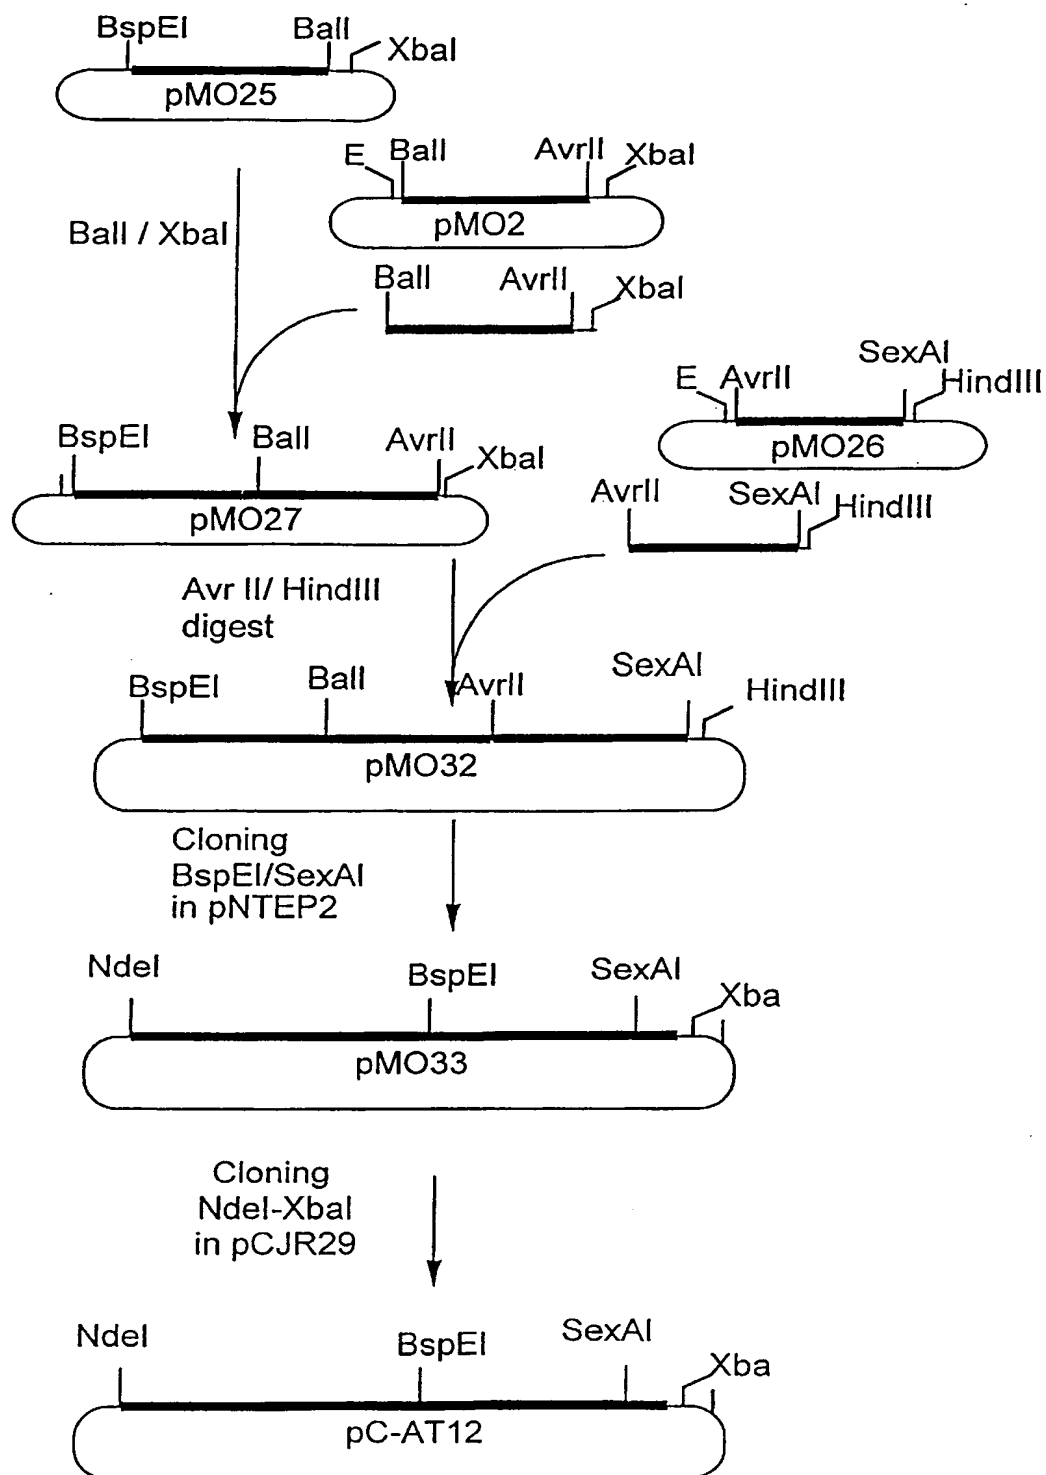 BspEI BalI XbaI
pMO25
E BalI AvrII XbaI
pMO2
BalI / XbaI
BalI AvrII XbaI
SexAI
E AvrII HindIII
pMO26
BspEI BalI AvrII XbaI
pMO27
AvrII SexAI HindIII
Avr II/ HindIII
digest
BspEI BalI AvrII SexAI HindIII
pMO32
Cloning
BspEI/SexAI
in pNTEP2
NdeI BspEI SexAI Xba
pMO33
Cloning
NdeI-XbaI
in pCJR29
NdeI BspEI SexAI Xba
pC-AT12